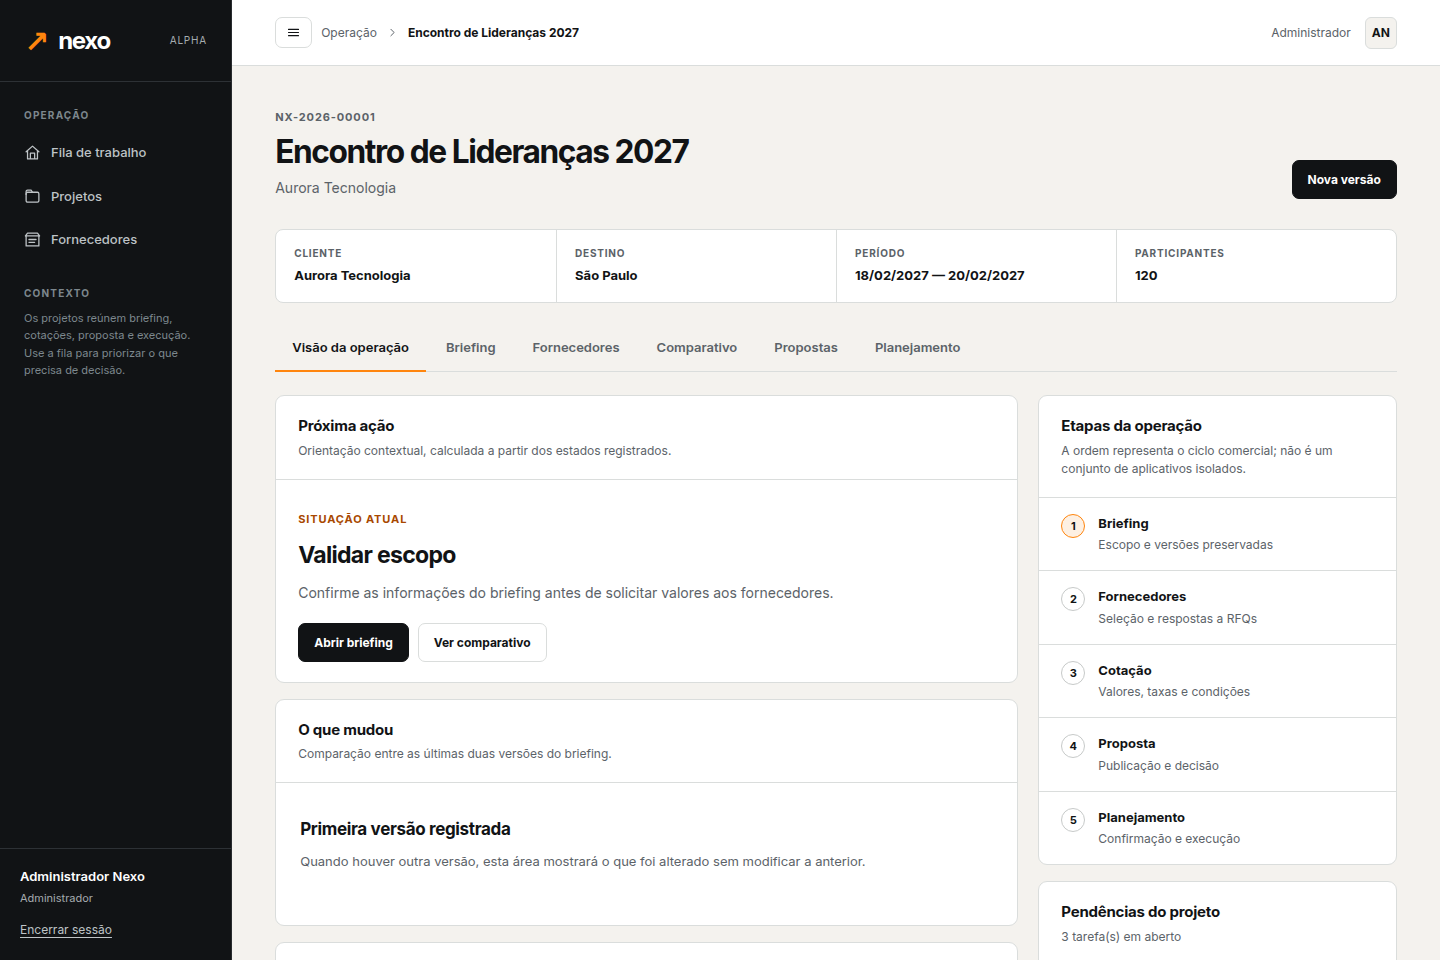 nexo
ALPHA
OPERAÇÃO
Fila de trabalho
Projetos
Fornecedores
CONTEXTO
Os projetos reúnem briefing,
cotações, proposta e execução.
Use a fila para priorizar o que
precisa de decisão.
Administrador Nexo
Administrador
Encerrar sessão
Operação
Encontro de Lideranças 2027
Administrador
AN
NX-2026-00001
Encontro de Lideranças 2027
Aurora Tecnologia
Nova versão
CLIENTE
Aurora Tecnologia
DESTINO
São Paulo
PERÍODO
18/02/2027 — 20/02/2027
PARTICIPANTES
120
Visão da operação
Briefing
Fornecedores
Comparativo
Propostas
Planejamento
Próxima ação
Orientação contextual, calculada a partir dos estados registrados.
SITUAÇÃO ATUAL
Validar escopo
Confirme as informações do briefing antes de solicitar valores aos fornecedores.
Abrir briefing
Ver comparativo
O que mudou
Comparação entre as últimas duas versões do briefing.
Primeira versão registrada
Quando houver outra versão, esta área mostrará o que foi alterado sem modificar a anterior.
Etapas da operação
A ordem representa o ciclo comercial; não é um
conjunto de aplicativos isolados.
1
Briefing
Escopo e versões preservadas
2
Fornecedores
Seleção e respostas a RFQs
3
Cotação
Valores, taxas e condições
4
Proposta
Publicação e decisão
5
Planejamento
Confirmação e execução
Pendências do projeto
3 tarefa(s) em aberto